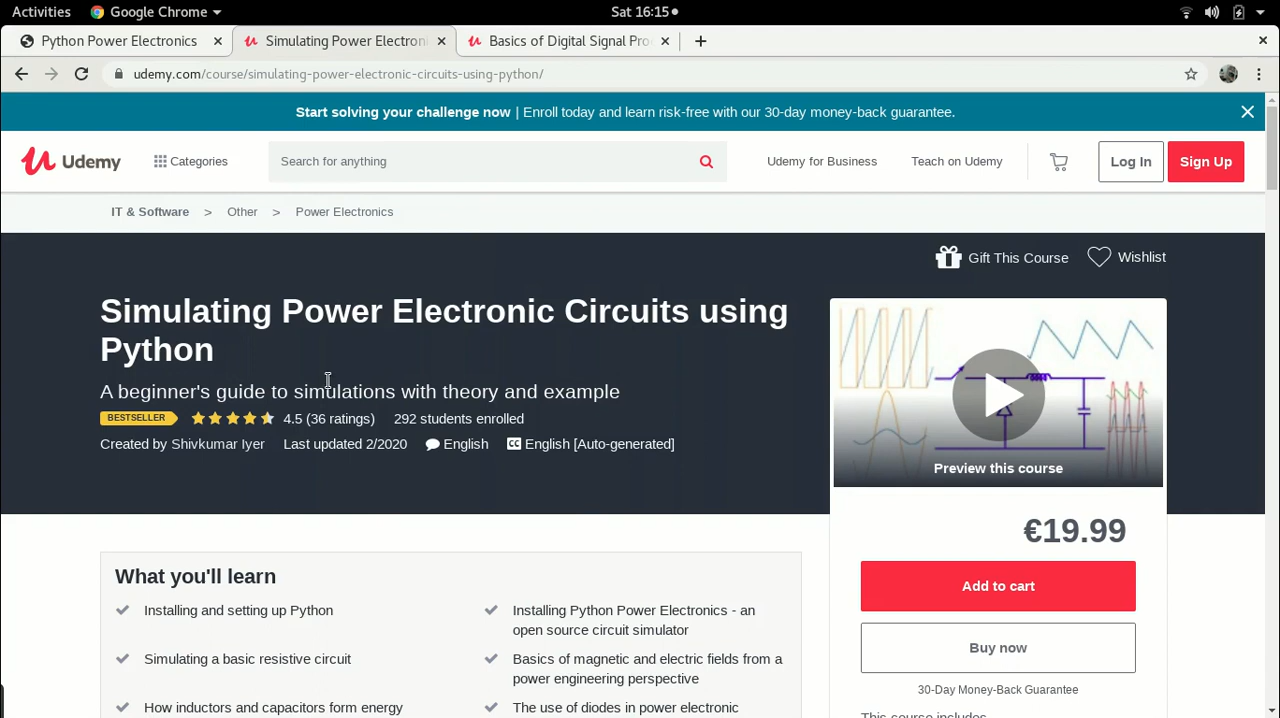 Activities Google Chrome Sat 16:15
Python Power Electronics Simulating Power Electroni Basics of Digital Signal Pro
udemy.com/course/simulating-power-electronic-circuits-using-python/
Start solving your challenge now | Enroll today and learn risk-free with our 30-day money-back guarantee.
Udemy Categories Search for anything Udemy for Business Teach on Udemy Log In Sign Up
IT & Software > Other > Power Electronics
Gift This Course Wishlist
Simulating Power Electronic Circuits using
Python
A beginner's guide to simulations with theory and example
BESTSELLER 4.5 (36 ratings) 292 students enrolled
Created by Shivkumar Iyer Last updated 2/2020 English CC English [Auto-generated]
Preview this course
€19.99
Add to cart
Buy now
30-Day Money-Back Guarantee
This course includes
What you'll learn
Installing and setting up Python
Installing Python Power Electronics - an
open source circuit simulator
Simulating a basic resistive circuit
Basics of magnetic and electric fields from a
power engineering perspective
How inductors and capacitors form energy
The use of diodes in power electronic